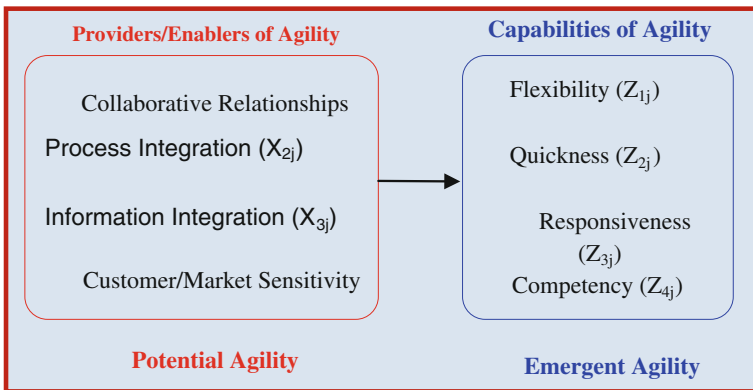 Providers/Enablers of Agility
Collaborative Relationships
Process Integration (X2j)
Information Integration (X3j)
Customer/Market Sensitivity
Potential Agility
Capabilities of Agility
Flexibility (Z1j)
Quickness (Z2j)
Responsiveness
(Z3j)
Competency (Z4j)
Emergent Agility